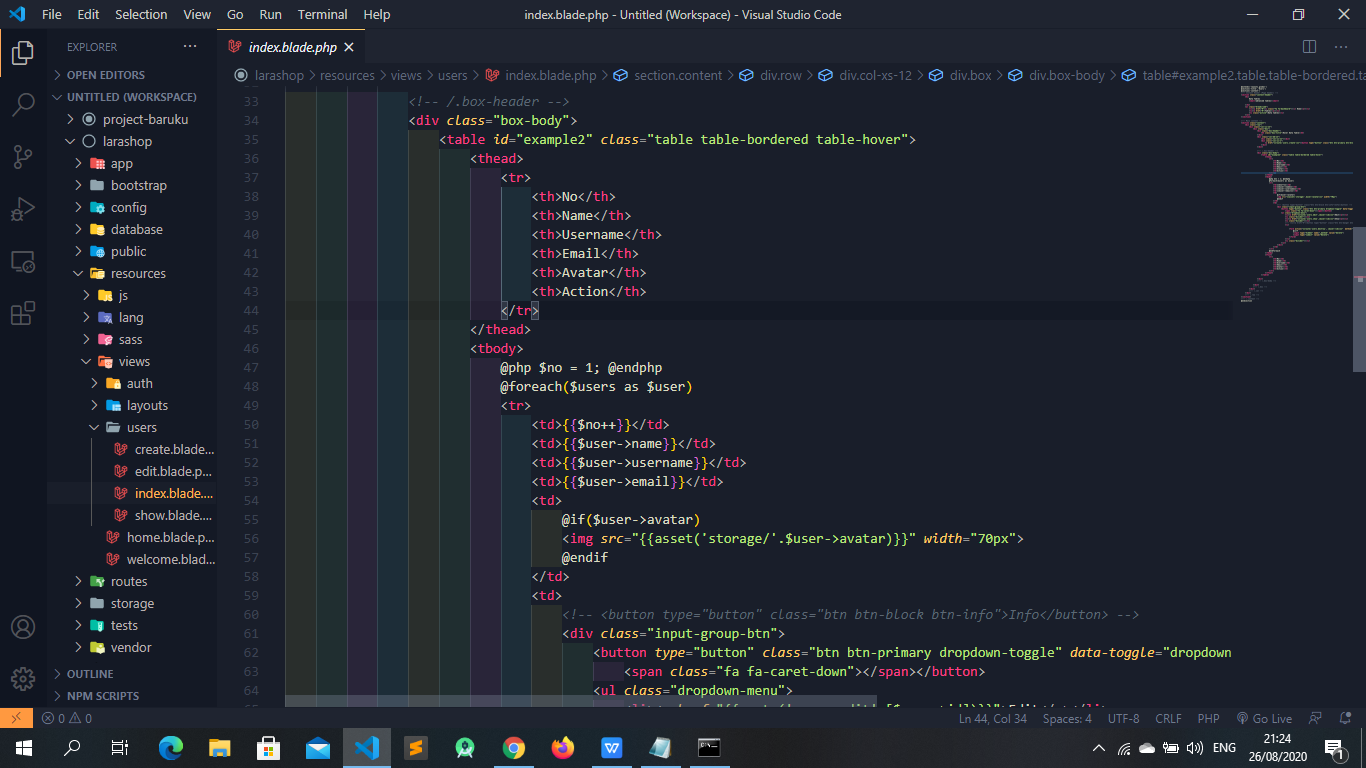 File Edit Selection View Go Run Terminal Help
index.blade.php - Untitled (Workspace) - Visual Studio Code
EXPLORER
index.blade.php
larashop > resources > views > users > index.blade.php > section.content > div.row > div.col-xs-12 > div.box > div.box-body > table#example2.table.table-bordered.ta
OPEN EDITORS
UNTITLED (WORKSPACE)
project-baruku
larashop
app
bootstrap
config
database
public
resources
js
lang
sass
views
auth
layouts
users
create.blade...
edit.blade.p...
index.blade....
show.blade....
home.blade.p...
welcome.blad...
routes
storage
tests
vendor
OUTLINE
NPM SCRIPTS
33 <!-- /.box-header -->
34 <div class="box-body">
35 <table id="example2" class="table table-bordered table-hover">
36 <thead>
37 <tr>
38 <th>No</th>
39 <th>Name</th>
40 <th>Username</th>
41 <th>Email</th>
42 <th>Avatar</th>
43 <th>Action</th>
44 </tr>
45 </thead>
46 <tbody>
47 @php $no = 1; @endphp
48 @foreach($users as $user)
49 <tr>
50 <td>{{$no++}}</td>
51 <td>{{$user->name}}</td>
52 <td>{{$user->username}}</td>
53 <td>{{$user->email}}</td>
54 <td>
55 @if($user->avatar)
56 <img src="{{asset('storage/'.$user->avatar)}}" width="70px">
57 @endif
58 </td>
59 <td>
60 <!-- <button type="button" class="btn btn-block btn-info">Info</button> -->
61 <div class="input-group-btn">
62 <button type="button" class="btn btn-primary dropdown-toggle" data-toggle="dropdown
63 <span class="fa fa-caret-down"></span></button>
64 <ul class="dropdown-menu">
0 0
Ln 44, Col 34 Spaces: 4 UTF-8 CRLF PHP Go Live
ENG
21:24
26/08/2020
1